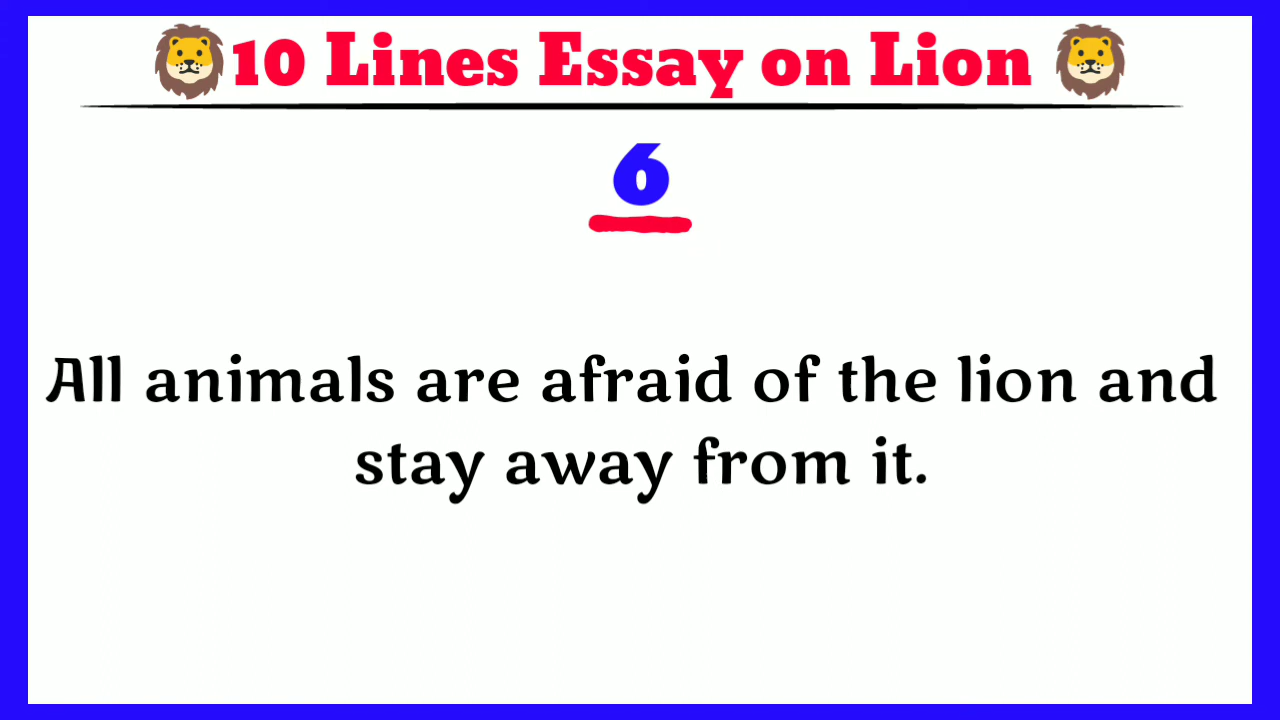 🦁10 Lines Essay on Lion 🦁
6
All animals are afraid of the lion and
stay away from it.